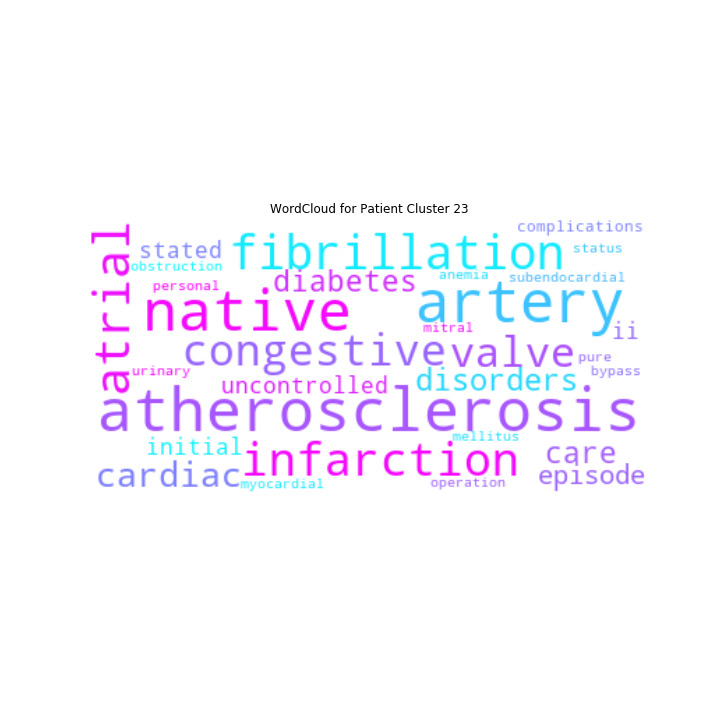 WordCloud for Patient Cluster 23
complications
atrial
stated
fibrillation
status
obstruction
diabetes
anemia
subendocardial
personal
native
artery
mitral
ii
congestive
valve
pure
urinary
bypass
uncontrolled
disorders
atherosclerosis
mellitus
initial
infarction
care
cardiac
myocardial
operation
episode